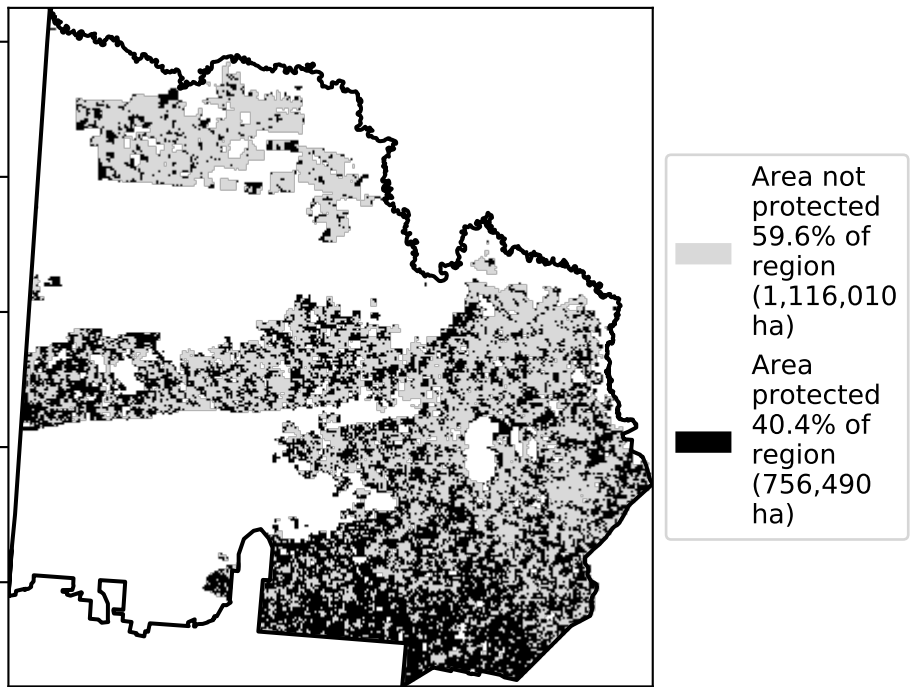 Area not
protected
59.6% of
region
(1,116,010
ha)
Area
protected
40.4% of
region
(756,490
ha)